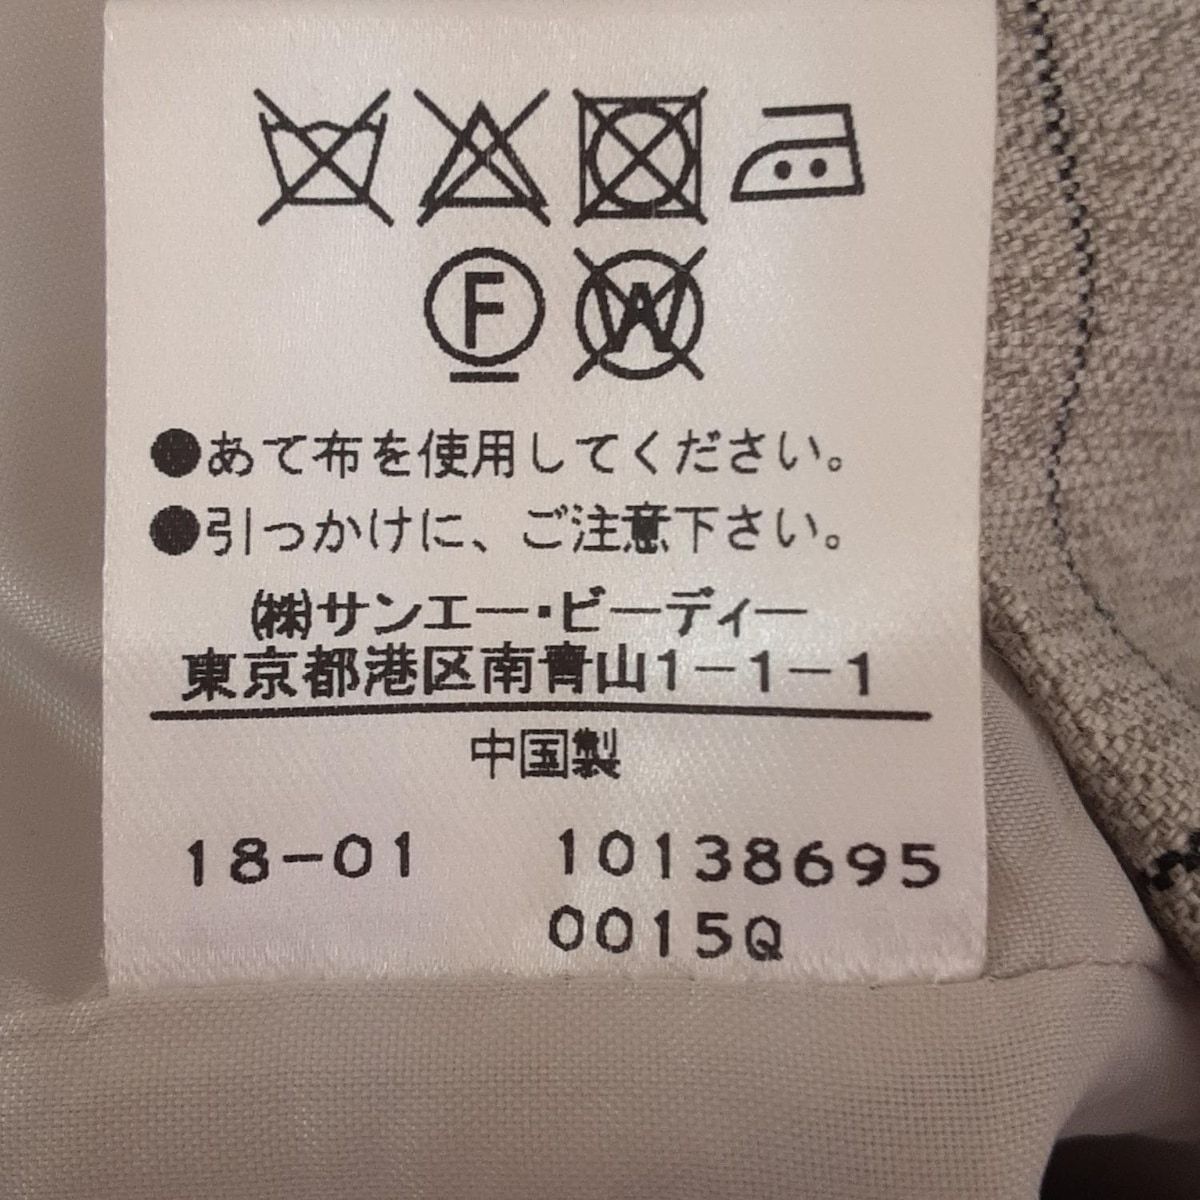 F W
●あて布を使用してください。
●引っかけに、ご注意下さい。
㈱サンエー・ビーディー
東京都港区南青山1-1-1
中国製
18-01 10138695
0015Q